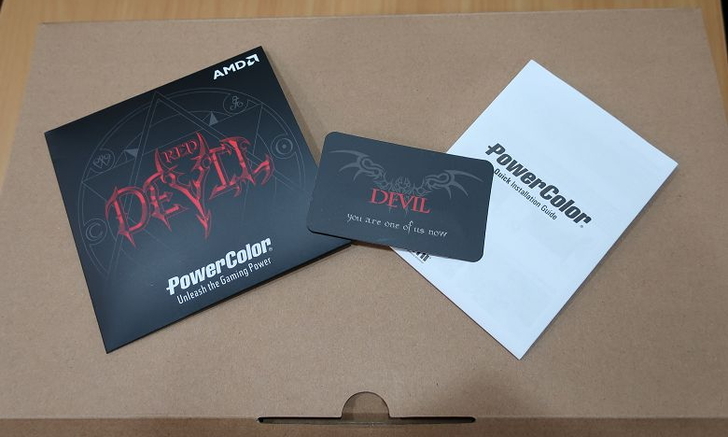 AMD
RED
DEVIL
PowerColor®
Unleash the Gaming Power
DEVIL
you are one of us now
PowerColor®
Quick Installation Guide